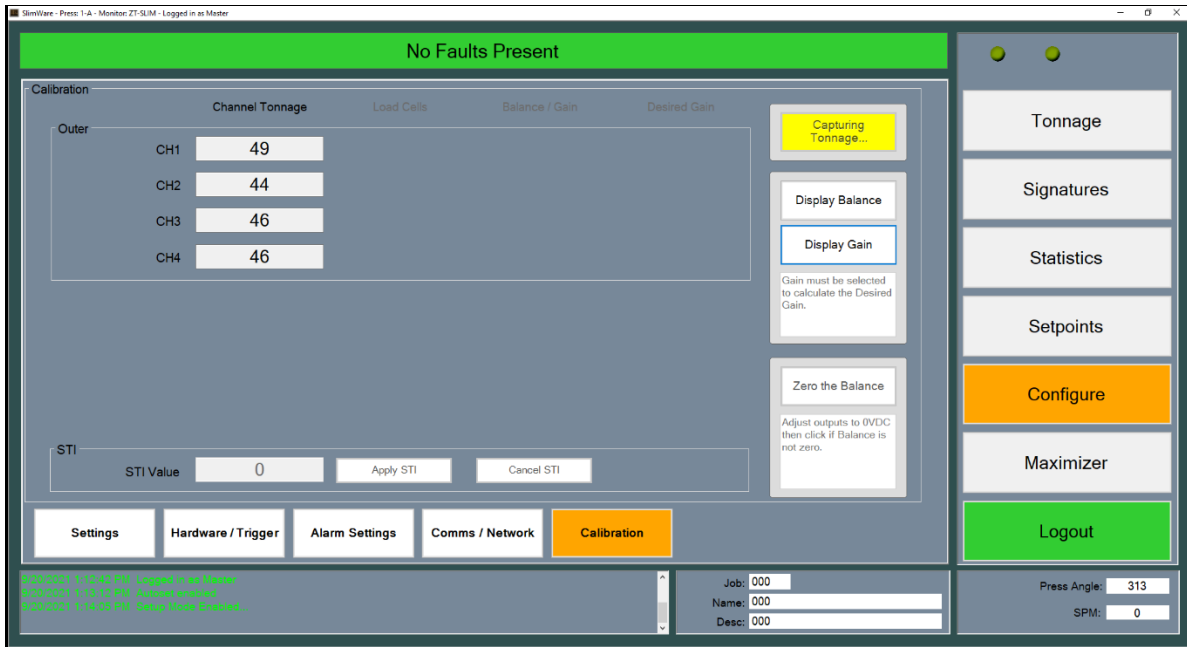 SlimWare - Press: 1-A - Monitor: ZT-SLIM - Logged in as Master
No Faults Present
Calibration
Channel Tonnage
Load Cells
Balance / Gain
Desired Gain
Outer
CH1 49
CH2 44
CH3 46
CH4 46
Capturing
Tonnage...
Display Balance
Display Gain
Gain must be selected
to calculate the Desired
Gain.
Zero the Balance
Adjust outputs to 0VDC
then click if Balance is
not zero.
STI
STI Value 0 Apply STI Cancel STI
Settings
Hardware / Trigger
Alarm Settings
Comms / Network
Calibration
Tonnage
Signatures
Statistics
Setpoints
Configure
Maximizer
Logout
9/20/2021 1:12:42 PM Logged in as Master
9/20/2021 1:13:12 PM Autoset enabled
9/20/2021 1:14:05 PM Setup Mode Enabled...
Job: 000
Name: 000
Desc: 000
Press Angle: 313
SPM: 0